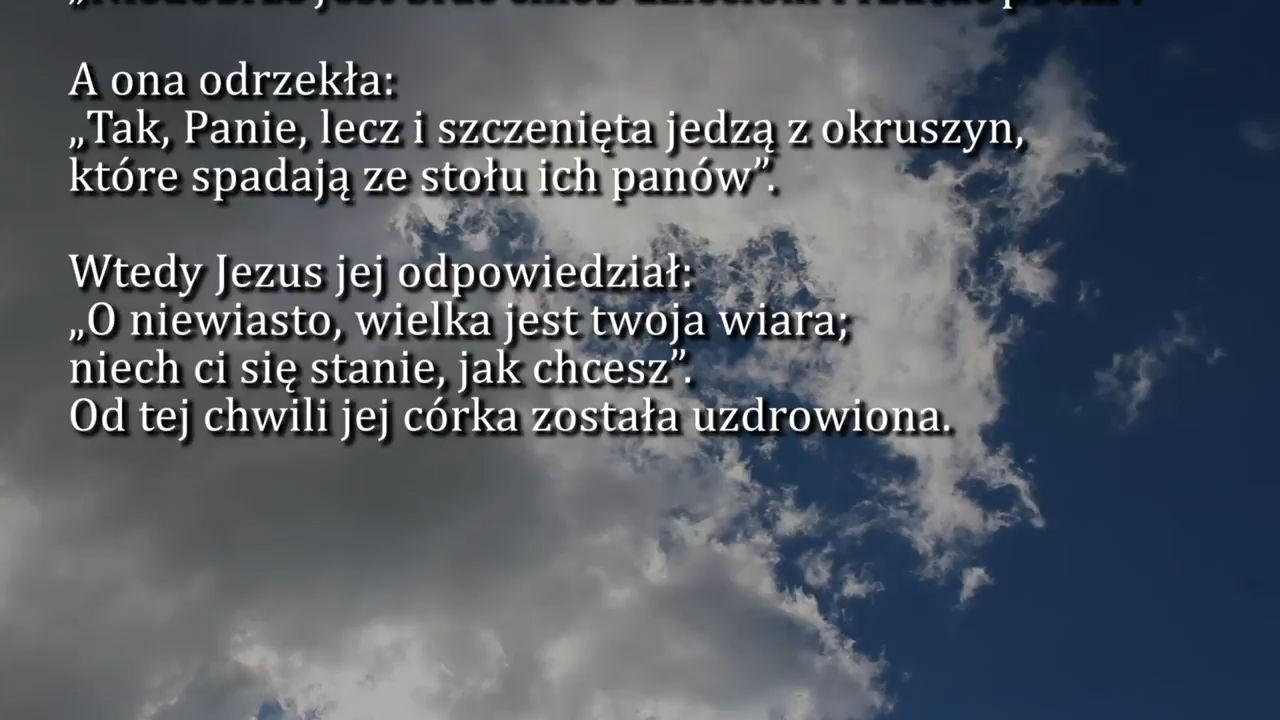 A ona odrzekła:
„Tak, Panie, lecz i szczenięta jedzą z okruszyn,
które spadają ze stołu ich panów”.
Wtedy Jezus jej odpowiedział:
„O niewiasto, wielka jest twoja wiara;
niech ci się stanie, jak chcesz”.
Od tej chwili jej córka została uzdrowiona.